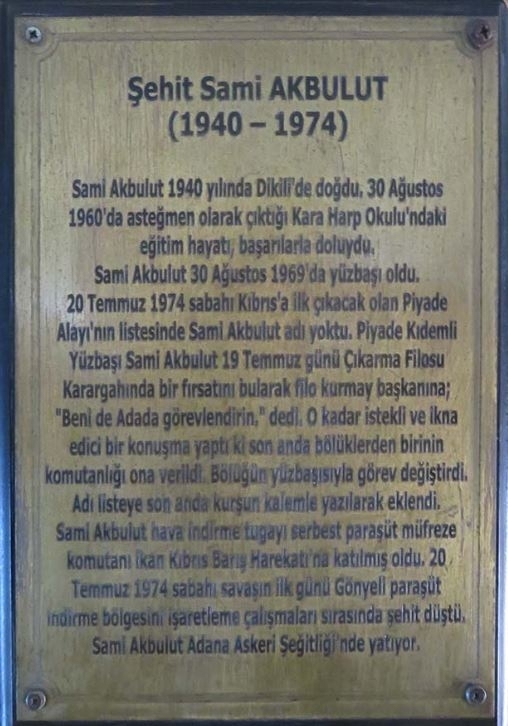 Şehit Sami AKBULUT
(1940 – 1974)
Sami Akbulut 1940 yılında Dikili'de doğdu. 30 Ağustos
1960'da asteğmen olarak çıktığı Kara Harp Okulu'ndaki
eğitim hayatı, başarılarla doluydu.
Sami Akbulut 30 Ağustos 1969'da yüzbaşı oldu.
20 Temmuz 1974 sabahı Kıbrıs'a ilk çıkacak olan Piyade
Alayı'nın listesinde Sami Akbulut adı yoktu. Piyade Kıdemli
Yüzbaşı Sami Akbulut 19 Temmuz günü Çıkarma Filosu
Karargahında bir fırsatını bularak filo kurmay başkanına;
"Beni de Adada görevlendirin," dedi. O kadar istekli ve ikna
edici bir konuşma yaptı ki son anda bölüklerden birinin
komutanlığı ona verildi. Bölüğün yüzbaşısıyla görev değiştirdi.
Adı listeye son anda kurşun kalemle yazılarak eklendi.
Sami Akbulut hava indirme tugayı serbest paraşüt müfreze
komutanı ikan Kıbrıs Barış Harekatı'na katılmış oldu. 20
Temmuz 1974 sabahı savaşın ilk günü Gönyeli paraşüt
indirme bölgesini işaretleme çalışmaları sırasında şehit düştü.
Sami Akbulut Adana Askeri Şeğitliği'nde yatıyor.